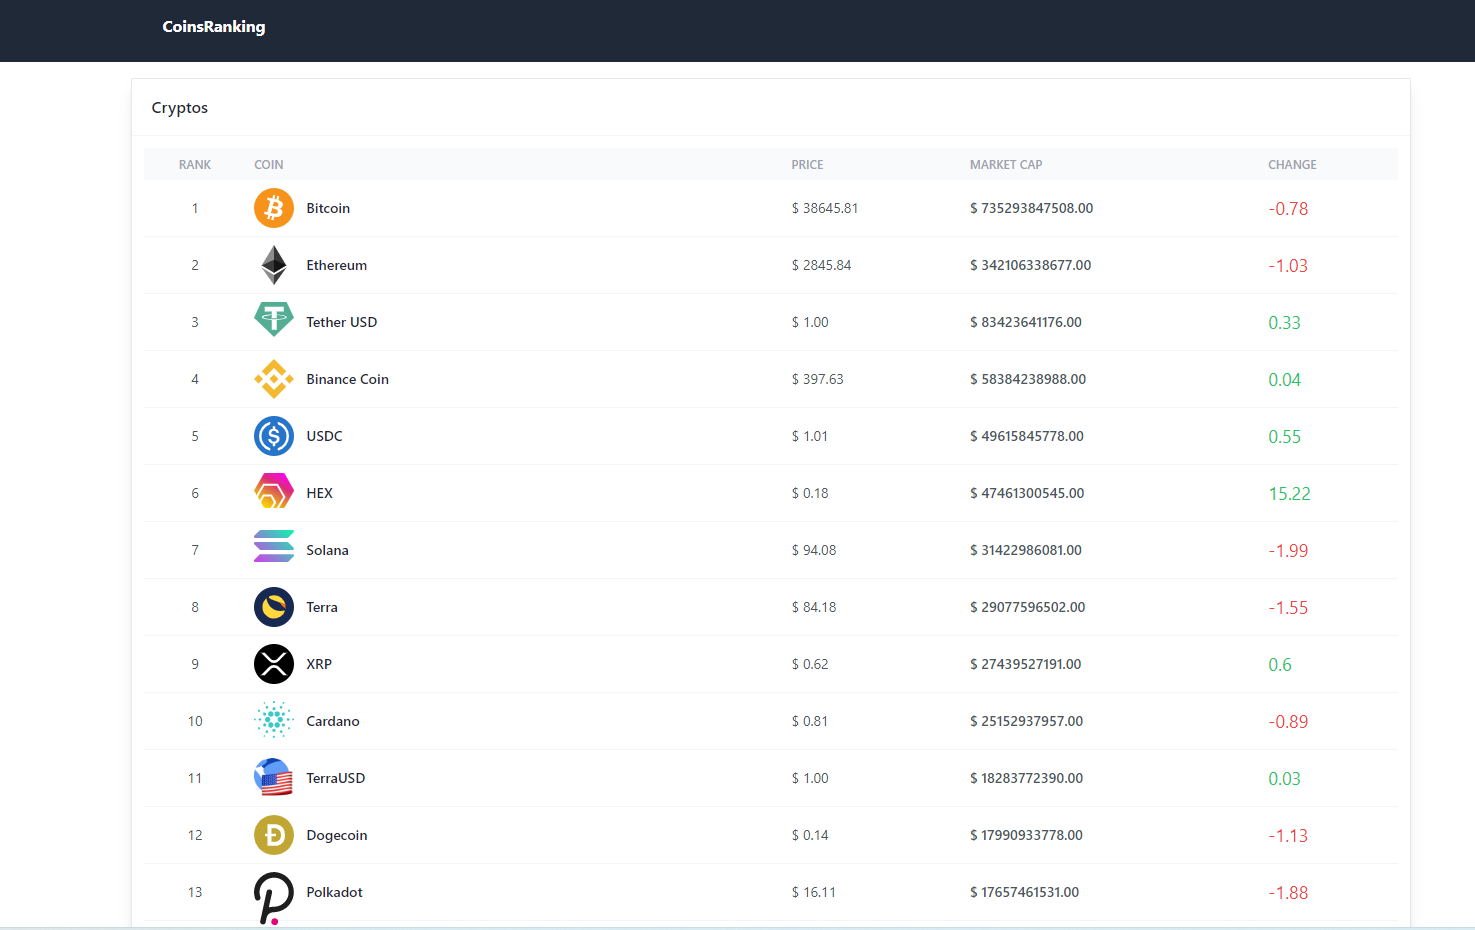 CoinsRanking
Cryptos
RANK COIN PRICE MARKET CAP CHANGE
1 Bitcoin $ 38645.81 $ 735293847508.00 -0.78
2 Ethereum $ 2845.84 $ 342106338677.00 -1.03
3 Tether USD $ 1.00 $ 83423641176.00 0.33
4 Binance Coin $ 397.63 $ 58384238988.00 0.04
5 USDC $ 1.01 $ 49615845778.00 0.55
6 HEX $ 0.18 $ 47461300545.00 15.22
7 Solana $ 94.08 $ 31422986081.00 -1.99
8 Terra $ 84.18 $ 29077596502.00 -1.55
9 XRP $ 0.62 $ 27439527191.00 0.6
10 Cardano $ 0.81 $ 25152937957.00 -0.89
11 TerraUSD $ 1.00 $ 18283772390.00 0.03
12 Dogecoin $ 0.14 $ 17990933778.00 -1.13
13 Polkadot $ 16.11 $ 17657461531.00 -1.88